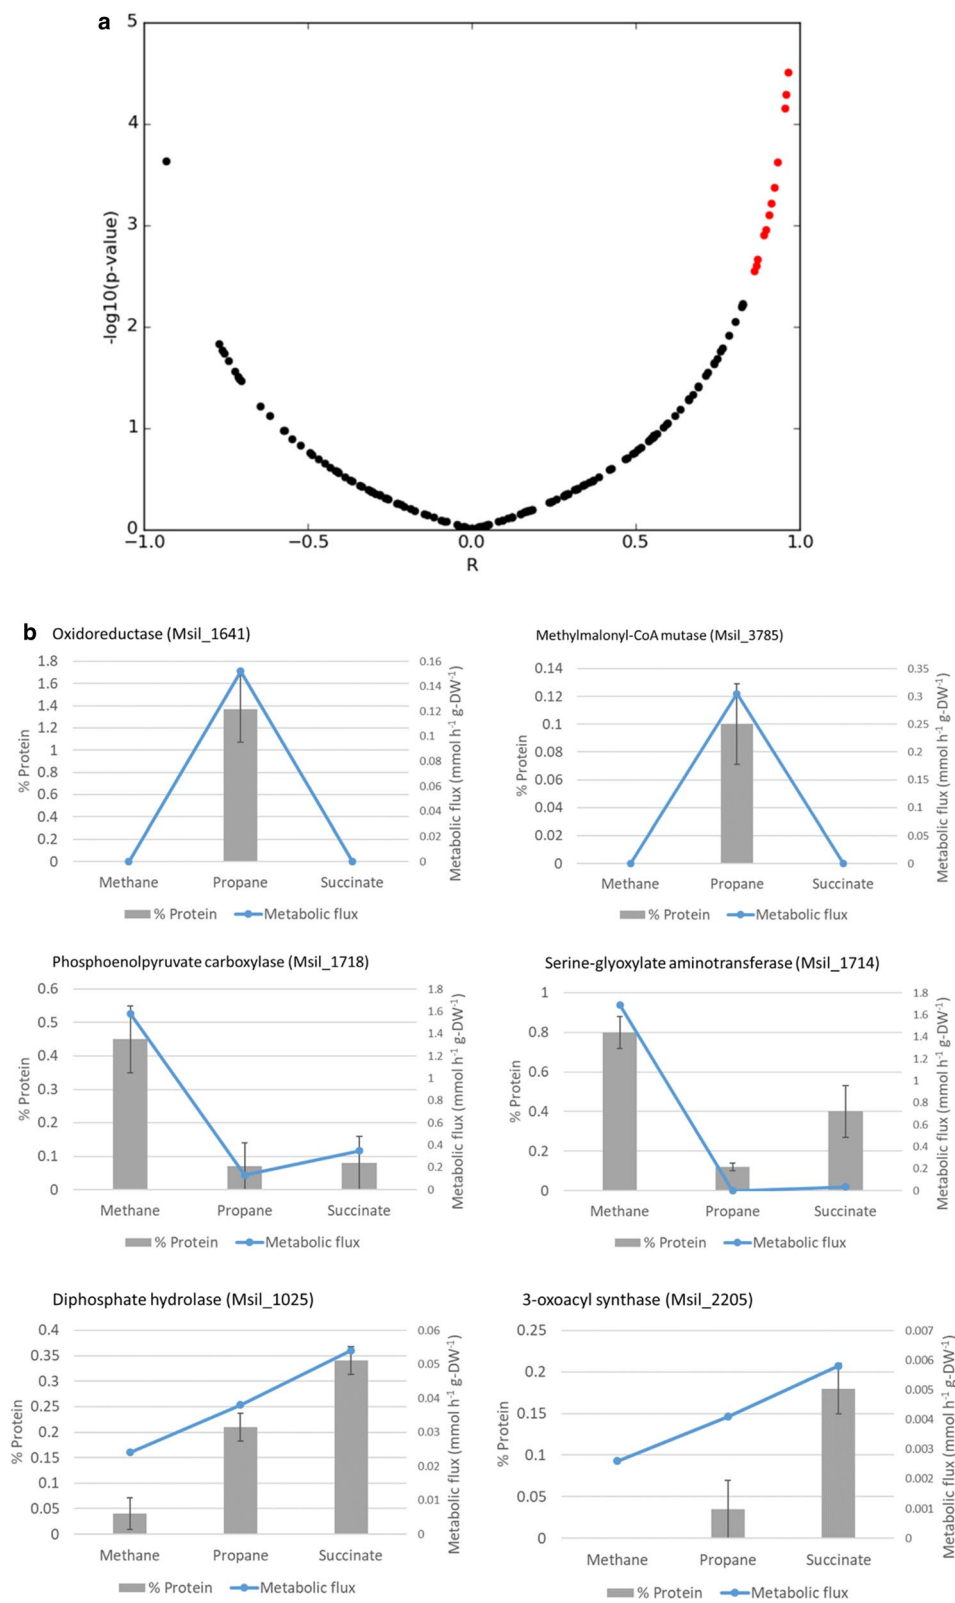 a
5
4
3
2
1
0
-log10(p-value)
−1.0 −0.5 0.0 0.5 1.0
R
b
Oxidoreductase (Msil_1641)
1.8
1.6
1.4
1.2
1
0.8
0.6
0.4
0.2
0
% Protein
0.16
0.14
0.12
0.1
0.08
0.06
0.04
0.02
0
Metabolic flux (mmol h⁻¹ g-DW⁻¹)
Methane Propane Succinate
% Protein Metabolic flux
Methylmalonyl-CoA mutase (Msil_3785)
0.14
0.12
0.1
0.08
0.06
0.04
0.02
0
% Protein
0.35
0.3
0.25
0.2
0.15
0.1
0.05
0
Metabolic flux (mmol h⁻¹ g-DW⁻¹)
Methane Propane Succinate
% Protein Metabolic flux
Phosphoenolpyruvate carboxylase (Msil_1718)
0.6
0.5
0.4
0.3
0.2
0.1
0
% Protein
1.8
1.6
1.4
1.2
1
0.8
0.6
0.4
0.2
0
Metabolic flux (mmol h⁻¹ g-DW⁻¹)
Methane Propane Succinate
% Protein Metabolic flux
Serine-glyoxylate aminotransferase (Msil_1714)
1
0.8
0.6
0.4
0.2
0
% Protein
1.8
1.6
1.4
1.2
1
0.8
0.6
0.4
0.2
0
Metabolic flux (mmol h⁻¹ g-DW⁻¹)
Methane Propane Succinate
% Protein Metabolic flux
Diphosphate hydrolase (Msil_1025)
0.4
0.35
0.3
0.25
0.2
0.15
0.1
0.05
0
% Protein
0.06
0.05
0.04
0.03
0.02
0.01
0
Metabolic flux (mmol h⁻¹ g-DW⁻¹)
Methane Propane Succinate
% Protein Metabolic flux
3-oxoacyl synthase (Msil_2205)
0.25
0.2
0.15
0.1
0.05
0
% Protein
0.007
0.006
0.005
0.004
0.003
0.002
0.001
0
Metabolic flux (mmol h⁻¹ g-DW⁻¹)
Methane Propane Succinate
% Protein Metabolic flux